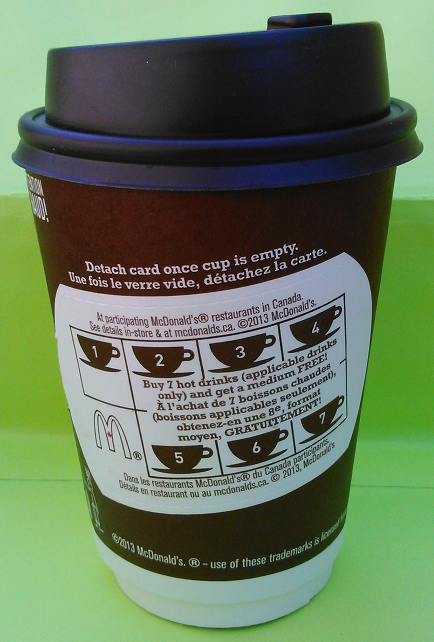 Detach card once cup is empty.
Une fois le verre vide, détachez la carte.
At participating McDonald's® restaurants in Canada.
See details in-store & at mcdonalds.ca. ©2013 McDonald's.
1 2 3 4
Buy 7 hot drinks (applicable drinks
only) and get a medium FREE!
À l'achat de 7 boissons chaudes
(boissons applicables seulement),
obtenez-en une 8e, format
moyen, GRATUITEMENT!
M®
5 6 7
Dans les restaurants McDonald's® du Canada participants.
Détails en restaurant ou au mcdonalds.ca. © 2013, McDonald's
©2013 McDonald's. ® – use of these trademarks is licensed